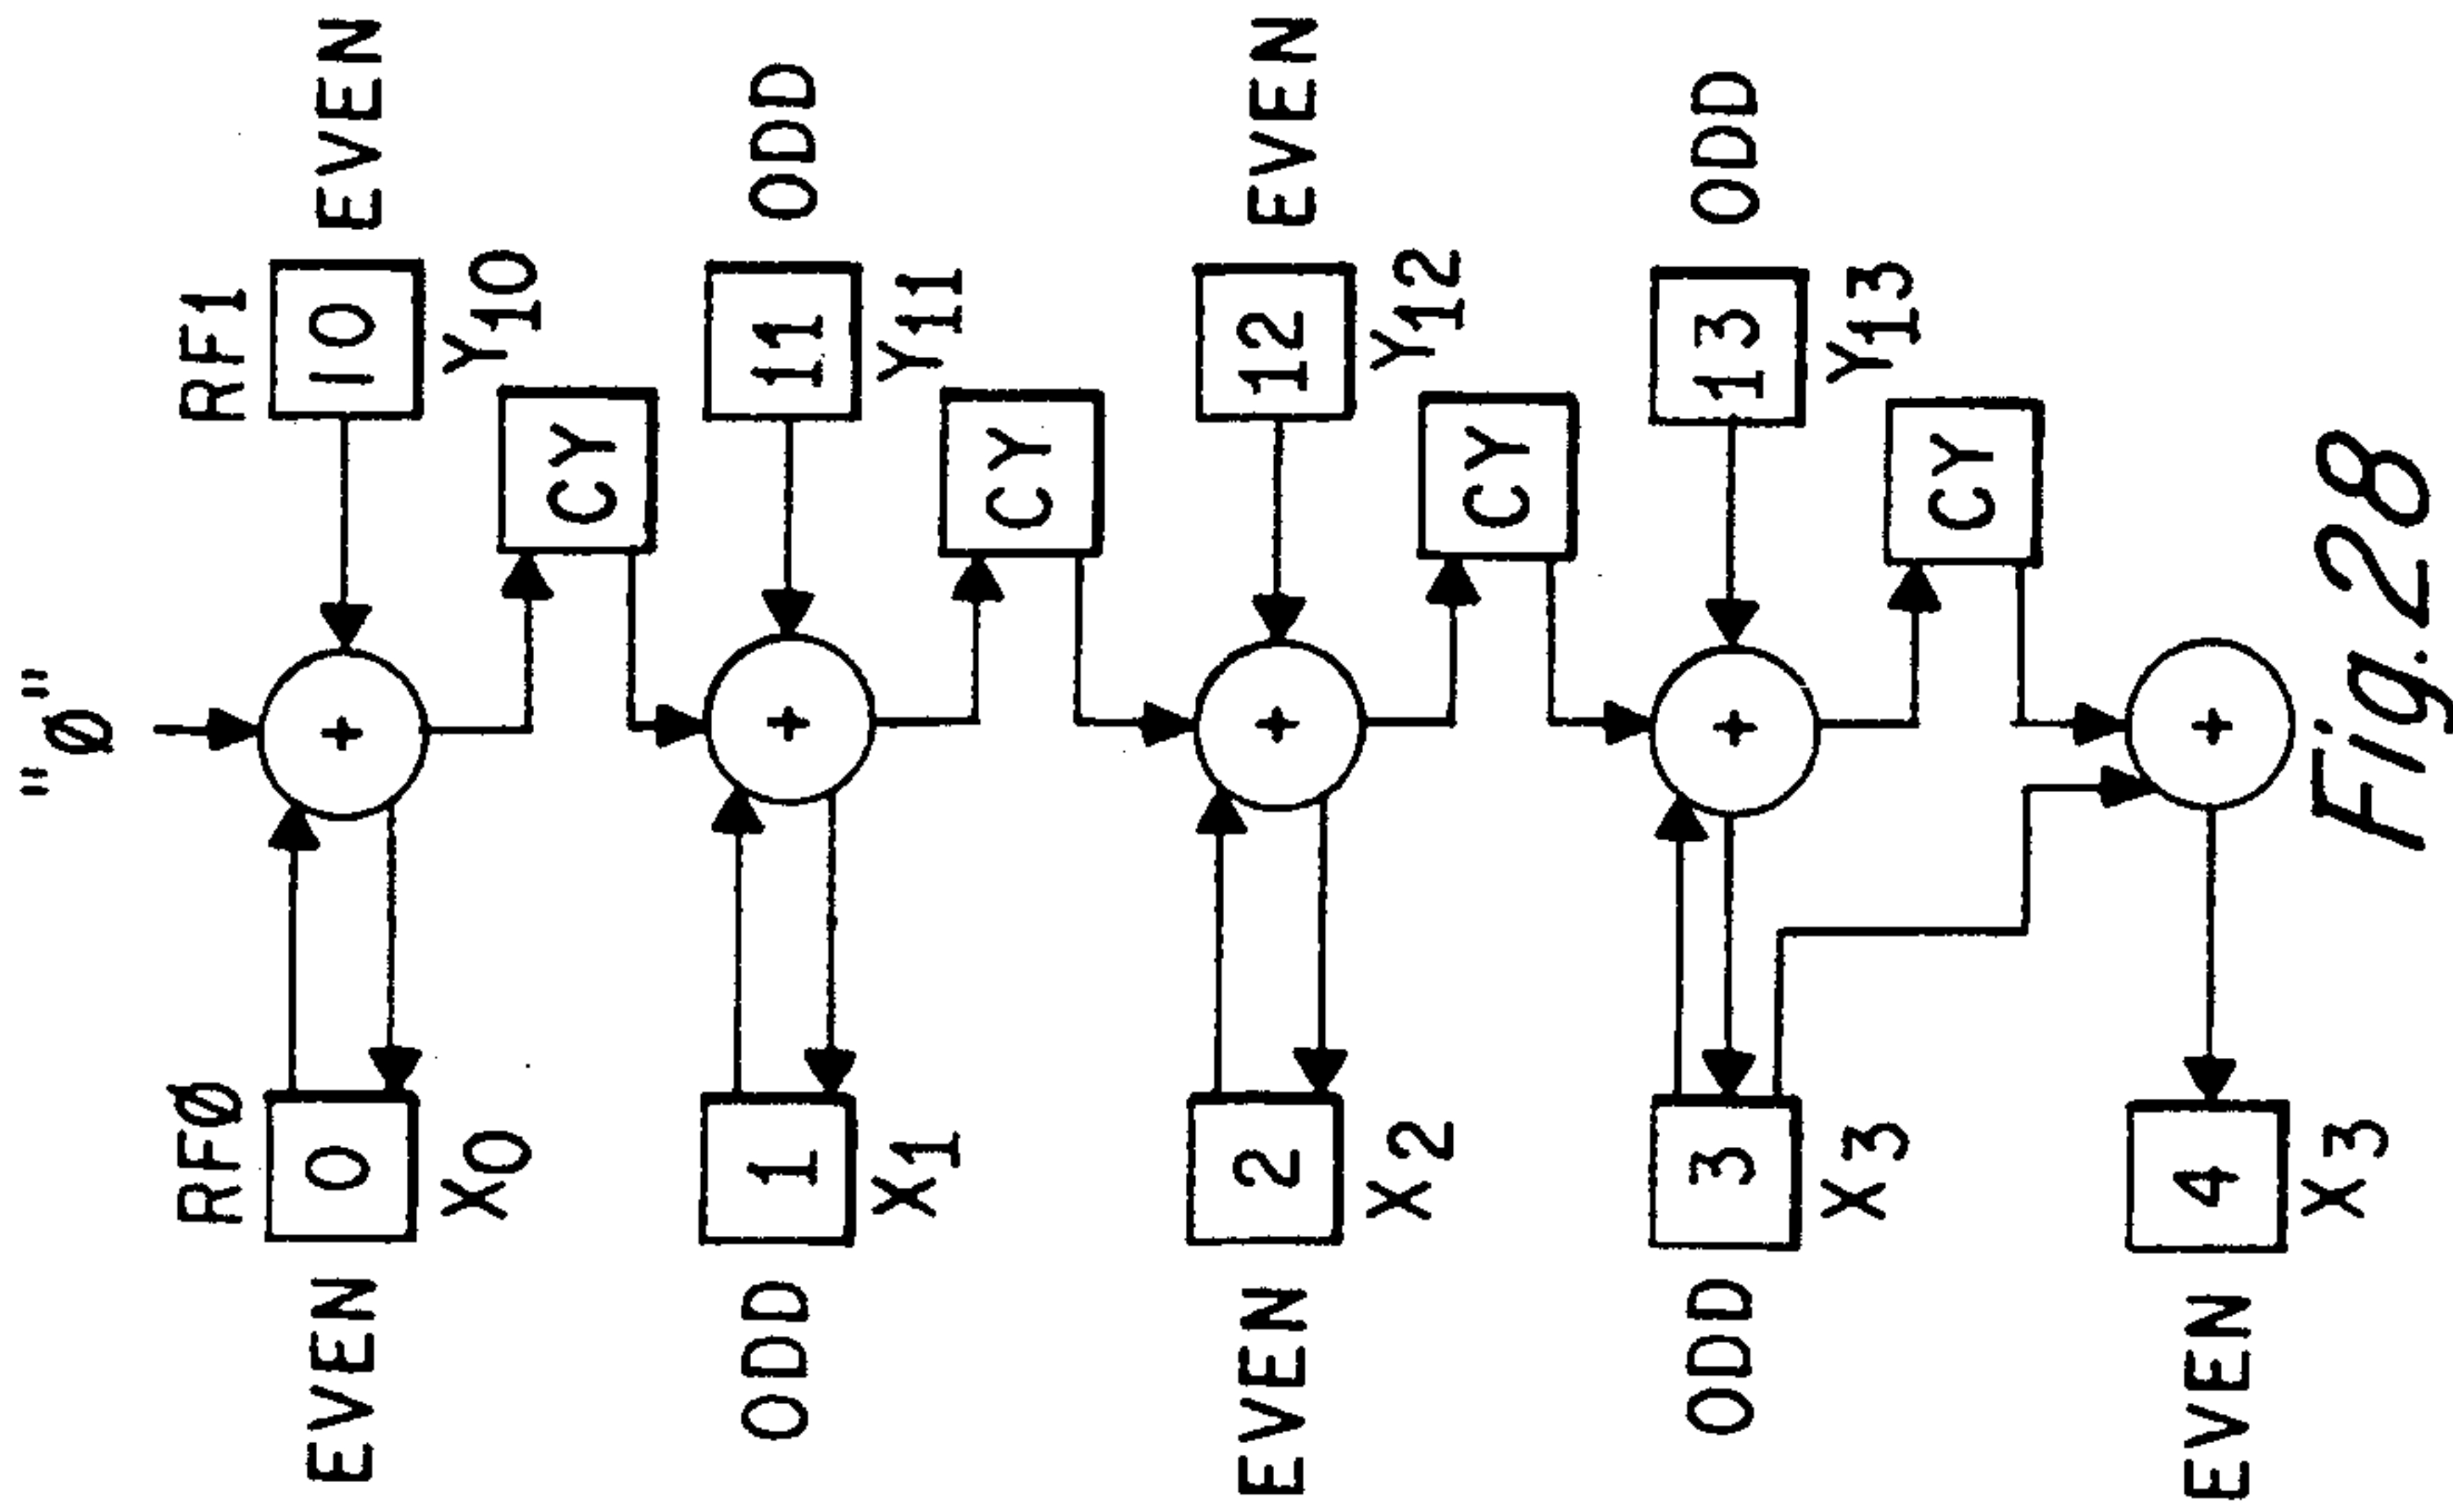 "Ø"
RFØ
RF1
EVEN
0
+
10
EVEN
X0
Y10
CY
ODD
1
+
11
ODD
X1
Y11
CY
EVEN
2
+
12
EVEN
X2
Y12
CY
ODD
3
+
13
ODD
X3
Y13
CY
EVEN
4
+
X3
Fig. 28